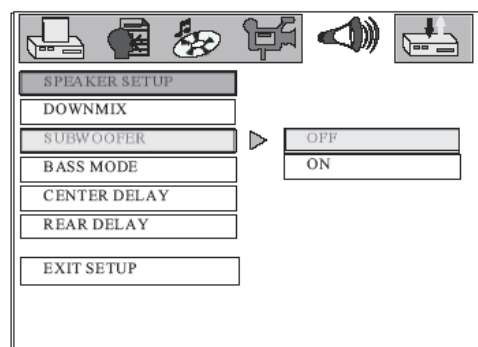 SPEAKER SETUP
DOWNMIX
SUBWOOFER
OFF
BASS MODE
ON
CENTER DELAY
REAR DELAY
EXIT SETUP